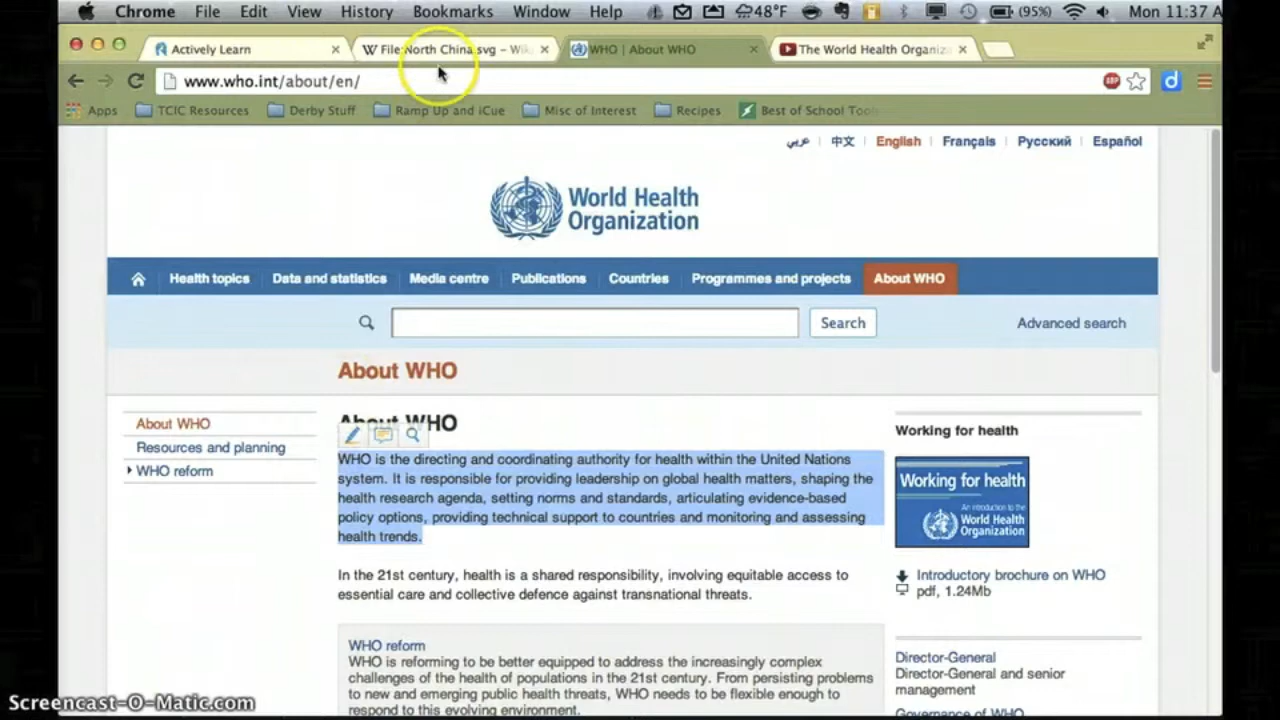 Chrome File Edit View History Bookmarks Window Help 48°F (95%) Mon 11:37 A
Actively Learn
File:North China.svg – Wik
WHO | About WHO
The World Health Organiz
www.who.int/about/en/
Apps TCIC Resources Derby Stuff Ramp Up and iCue Misc of Interest Recipes Best of School Tools
عربي 中文 English Français Русский Español
World Health
Organization
Health topics Data and statistics Media centre Publications Countries Programmes and projects About WHO
Search Advanced search
About WHO
About WHO
Resources and planning
WHO reform
About WHO
WHO is the directing and coordinating authority for health within the United Nations
system. It is responsible for providing leadership on global health matters, shaping the
health research agenda, setting norms and standards, articulating evidence-based
policy options, providing technical support to countries and monitoring and assessing
health trends.
In the 21st century, health is a shared responsibility, involving equitable access to
essential care and collective defence against transnational threats.
WHO reform
WHO is reforming to be better equipped to address the increasingly complex
challenges of the health of populations in the 21st century. From persisting problems
to new and emerging public health threats, WHO needs to be flexible enough to
respond to this evolving environment.
Working for health
Working for health
An introduction to the
World Health
Organization
Introductory brochure on WHO
pdf, 1.24Mb
Director-General
Director-General and senior
management
Governance of WHO
Screencast-O-Matic.com